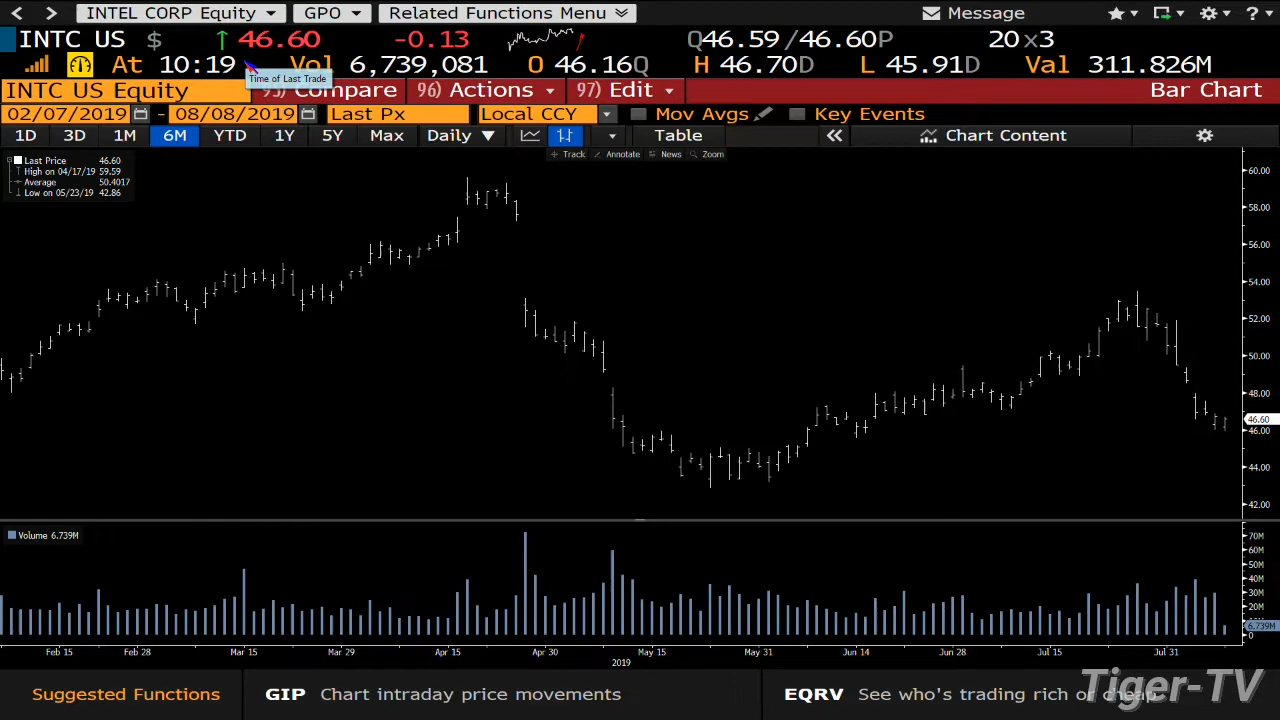 INTEL CORP Equity GPO Related Functions Menu Message ?
INTC US $ ↑ 46.60 -0.13 Q46.59/46.60P 20x3
At 10:19 Vol 6,739,081 O 46.16Q H 46.70D L 45.91D Val 311.826M
Time of Last Trade
INTC US Equity 95) Compare 96) Actions 97) Edit Bar Chart
02/07/2019 - 08/08/2019 Last Px Local CCY Mov Avgs Key Events
1D 3D 1M 6M YTD 1Y 5Y Max Daily ▼ Table « Chart Content
Track Annotate News Zoom
Last Price 46.60
High on 04/17/19 59.59
Average 50.4017
Low on 05/23/19 42.86
60.00
58.00
56.00
54.00
52.00
50.00
48.00
46.60
46.00
44.00
42.00
Volume 6.739M
70M
60M
50M
40M
30M
20M
6.739M
0
Feb 15 Feb 28 Mar 15 Mar 29 Apr 15 Apr 30 May 15 May 31 Jun 14 Jun 28 Jul 15 Jul 31
2019
Suggested Functions GIP Chart intraday price movements EQRV See who's trading rich or cheap
Tiger-TV